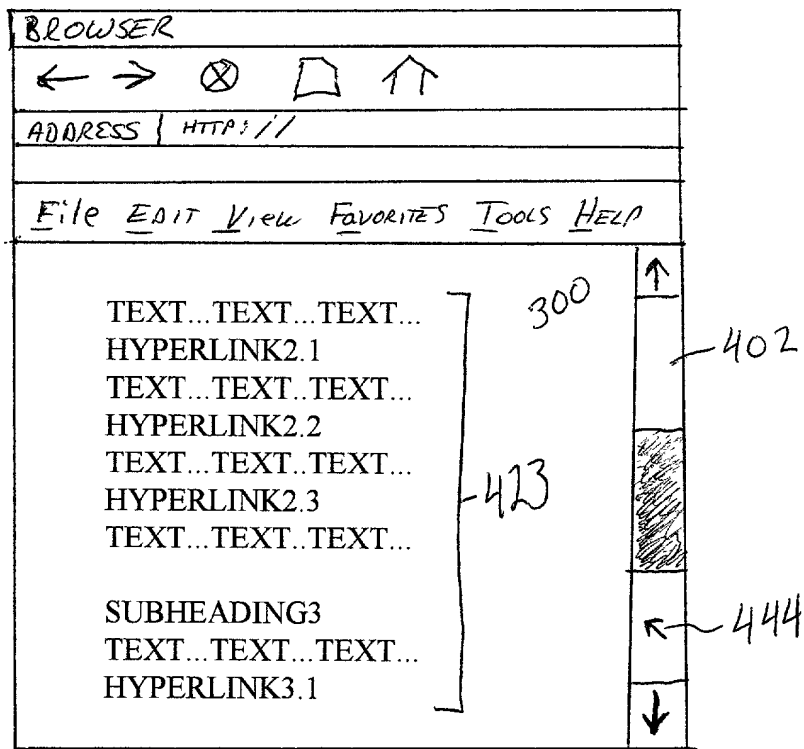 BROWSER
ADDRESS | HTTP://
File EDIT View FAVORITES TOOLS HELP
300
TEXT...TEXT...TEXT...
HYPERLINK2.1
402
TEXT...TEXT..TEXT...
HYPERLINK2.2
TEXT...TEXT..TEXT...
HYPERLINK2.3
423
TEXT...TEXT..TEXT...
SUBHEADING3
444
TEXT...TEXT...TEXT...
HYPERLINK3.1